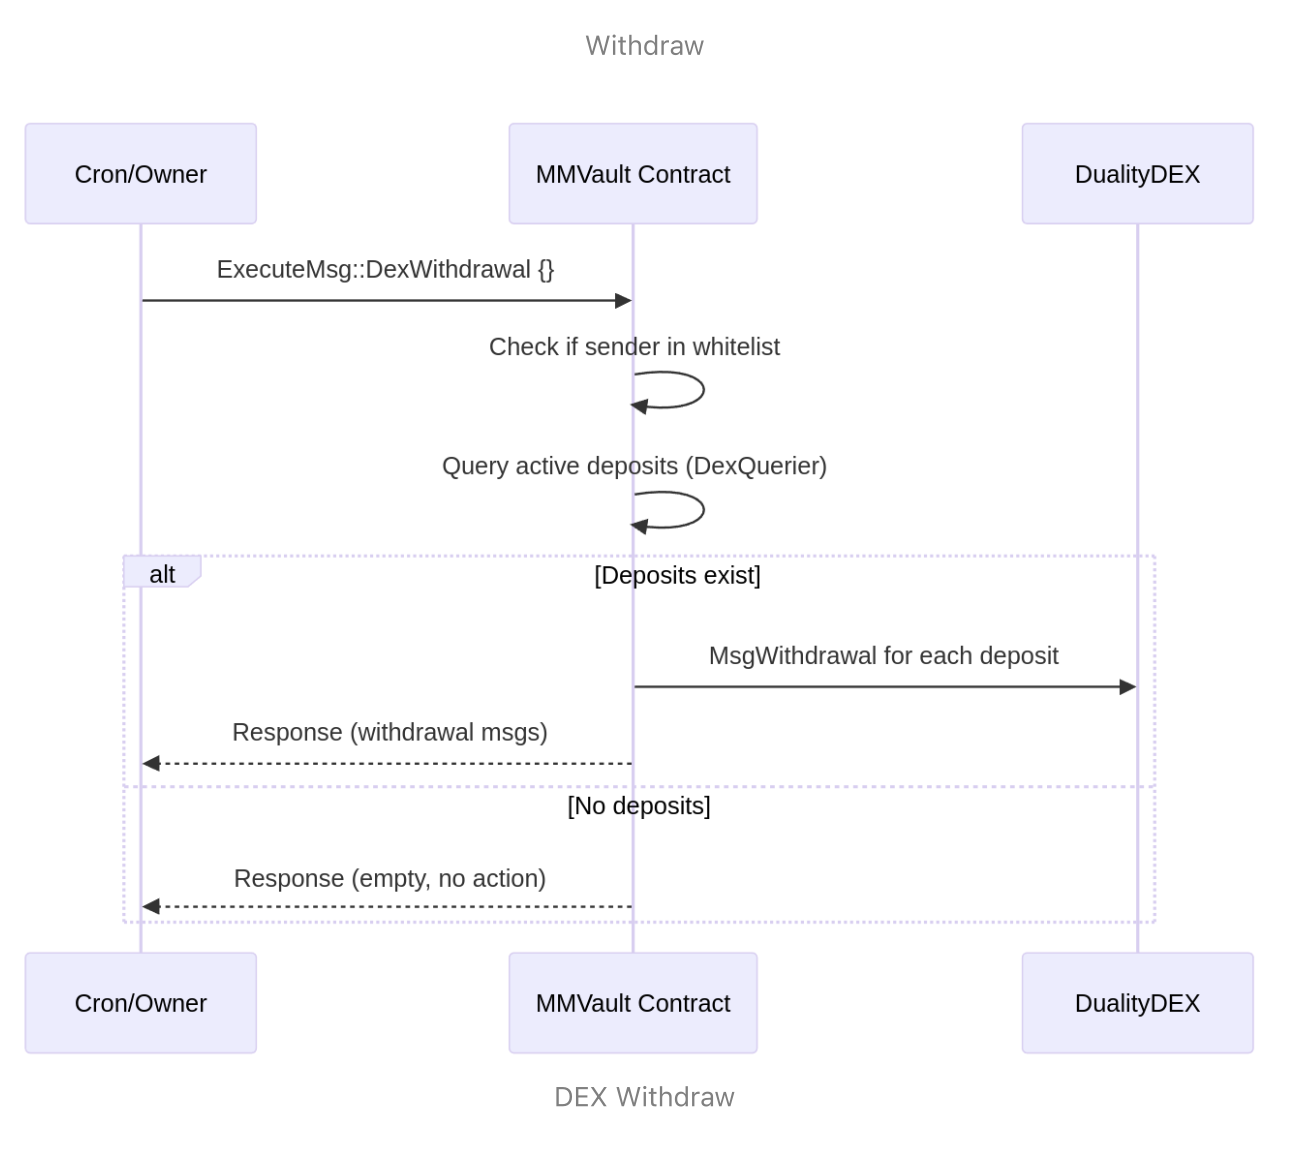 Withdraw
Cron/Owner
MMVault Contract
DualityDEX
ExecuteMsg::DexWithdrawal {}
Check if sender in whitelist
Query active deposits (DexQuerier)
alt
[Deposits exist]
MsgWithdrawal for each deposit
Response (withdrawal msgs)
[No deposits]
Response (empty, no action)
Cron/Owner
MMVault Contract
DualityDEX
DEX Withdraw